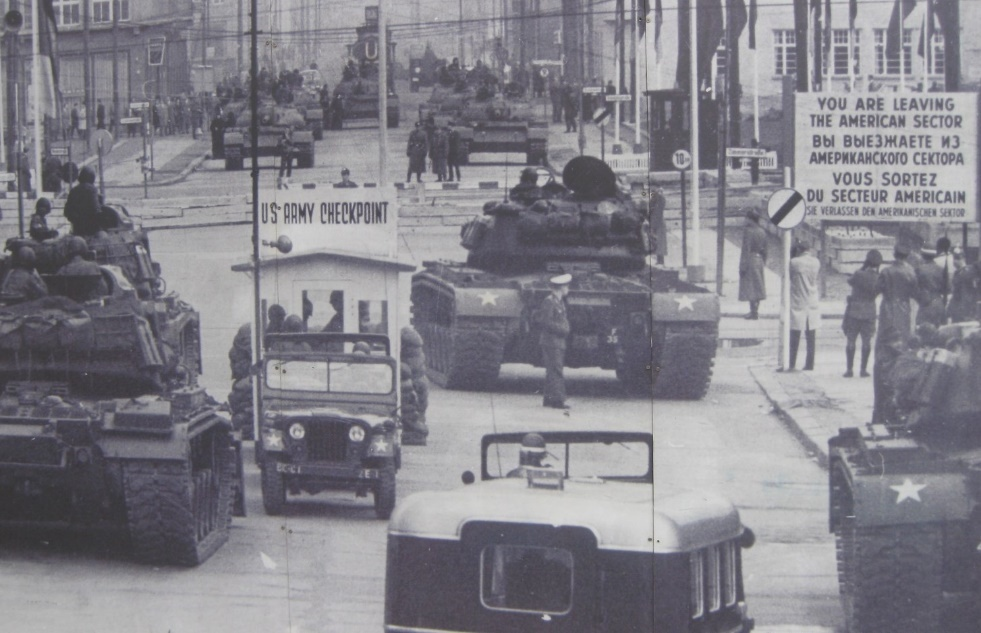 U
YOU ARE LEAVING
THE AMERICAN SECTOR
ВЫ ВЫЕЗЖАЕТЕ ИЗ
АМЕРИКАНСКОГО СЕКТОРА
VOUS SORTEZ
DU SECTEUR AMERICAIN
SIE VERLASSEN DEN AMERIKANISCHEN SEKTOR
10
US ARMY CHECKPOINT